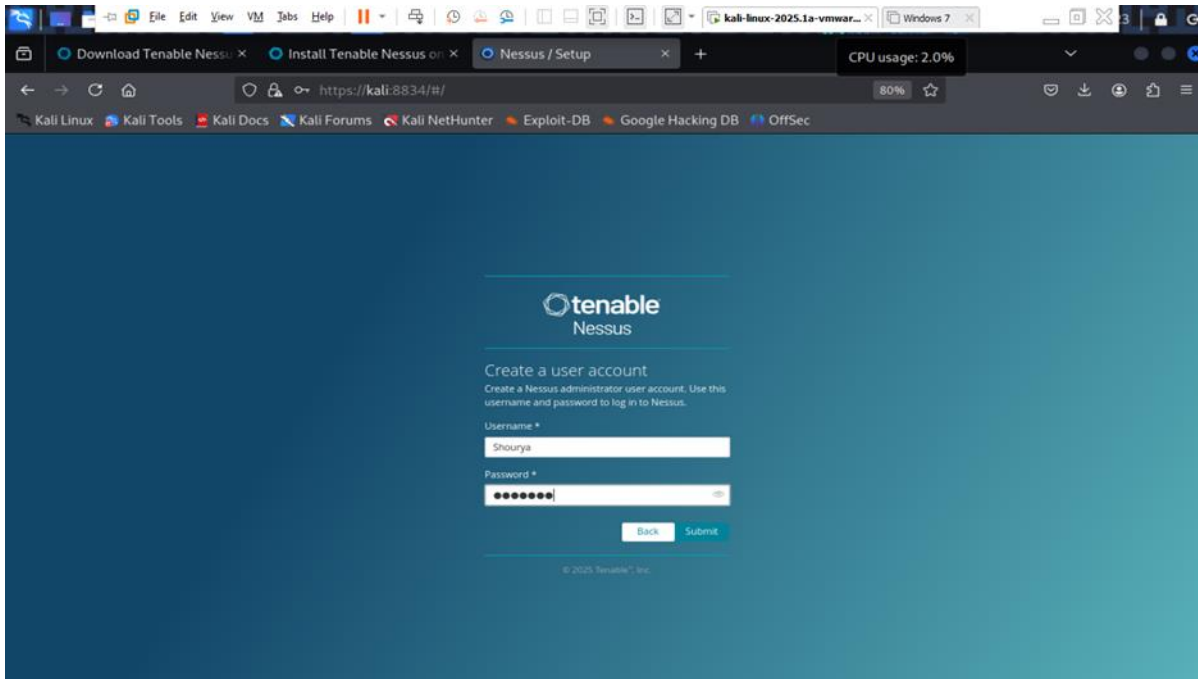 File Edit View VM Tabs Help kali-linux-2025.1a-vmwar... Windows 7
Download Tenable Nessu Install Tenable Nessus on Nessus / Setup CPU usage: 2.0%
https://kali:8834/#/ 80%
Kali Linux Kali Tools Kali Docs Kali Forums Kali NetHunter Exploit-DB Google Hacking DB OffSec
tenable
Nessus
Create a user account
Create a Nessus administrator user account. Use this
username and password to log in to Nessus.
Username *
Shourya
Password *
Back Submit
© 2025 Tenable™, Inc.